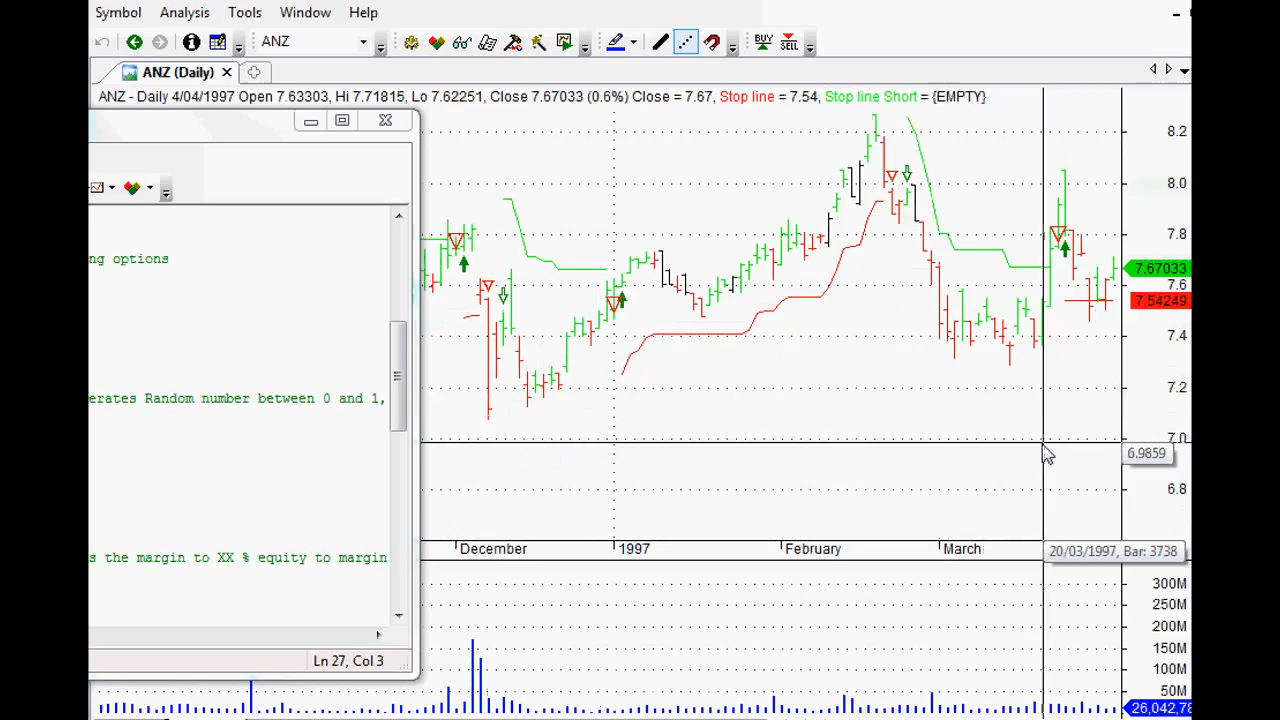 Symbol Analysis Tools Window Help
ANZ BUY SELL
ANZ (Daily)
ANZ - Daily 4/04/1997 Open 7.63303, Hi 7.71815, Lo 7.62251, Close 7.67033 (0.6%) Close = 7.67, Stop line = 7.54, Stop line Short = {EMPTY}
8.2
8.0
7.8
7.67033
7.6
7.54249
7.4
7.2
7.0
6.9859
6.8
ng options
erates Random number between 0 and 1,
s the margin to XX % equity to margin
Ln 27, Col 3
December 1997 February March
20/03/1997, Bar: 3738
300M
250M
200M
150M
100M
50M
26,042,78